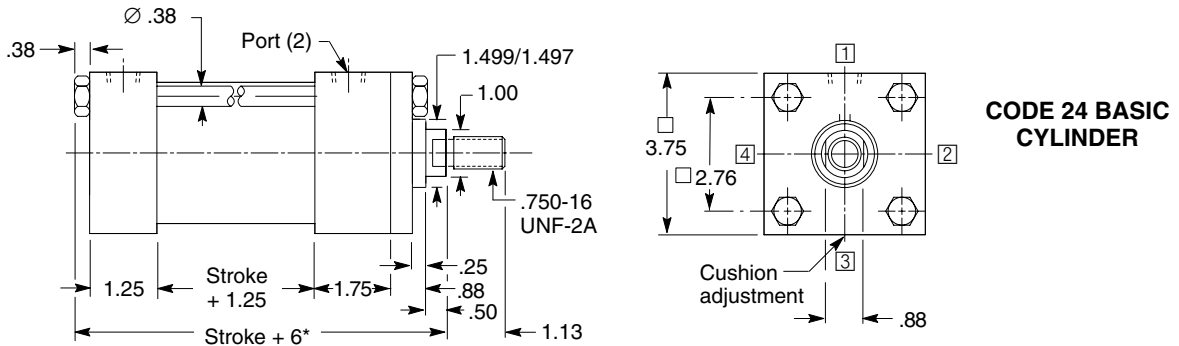 Ø .38
.38
Port (2)
1.499/1.497
1.00
.750-16
UNF-2A
.25
1.25
Stroke
+ 1.25
1.75
.88
.50
Stroke + 6*
1.13
1
□
3.75
□ 2.76
4
2
3
Cushion
adjustment
.88
CODE 24 BASIC
CYLINDER